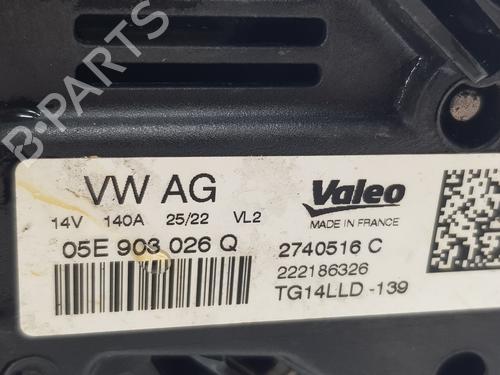 B-PARTS
VW AG
14V 140A 25/22 VL2
05E 903 026 Q
Valeo
MADE IN FRANCE
2740516 C
222186326
TG14LLD -139